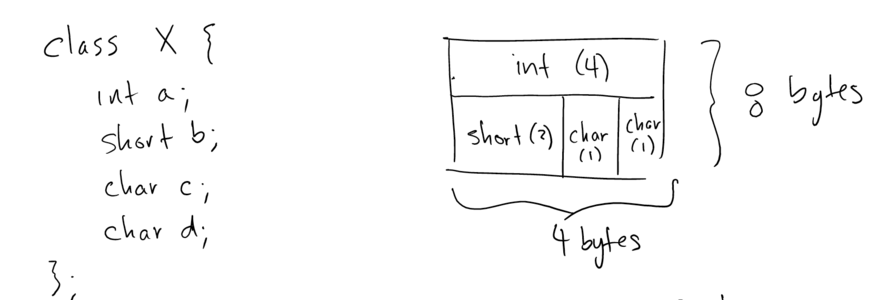 class X {
int a;
short b;
char c;
char d;
};
int (4)
short (2) char (1) char (1)
8 bytes
4 bytes